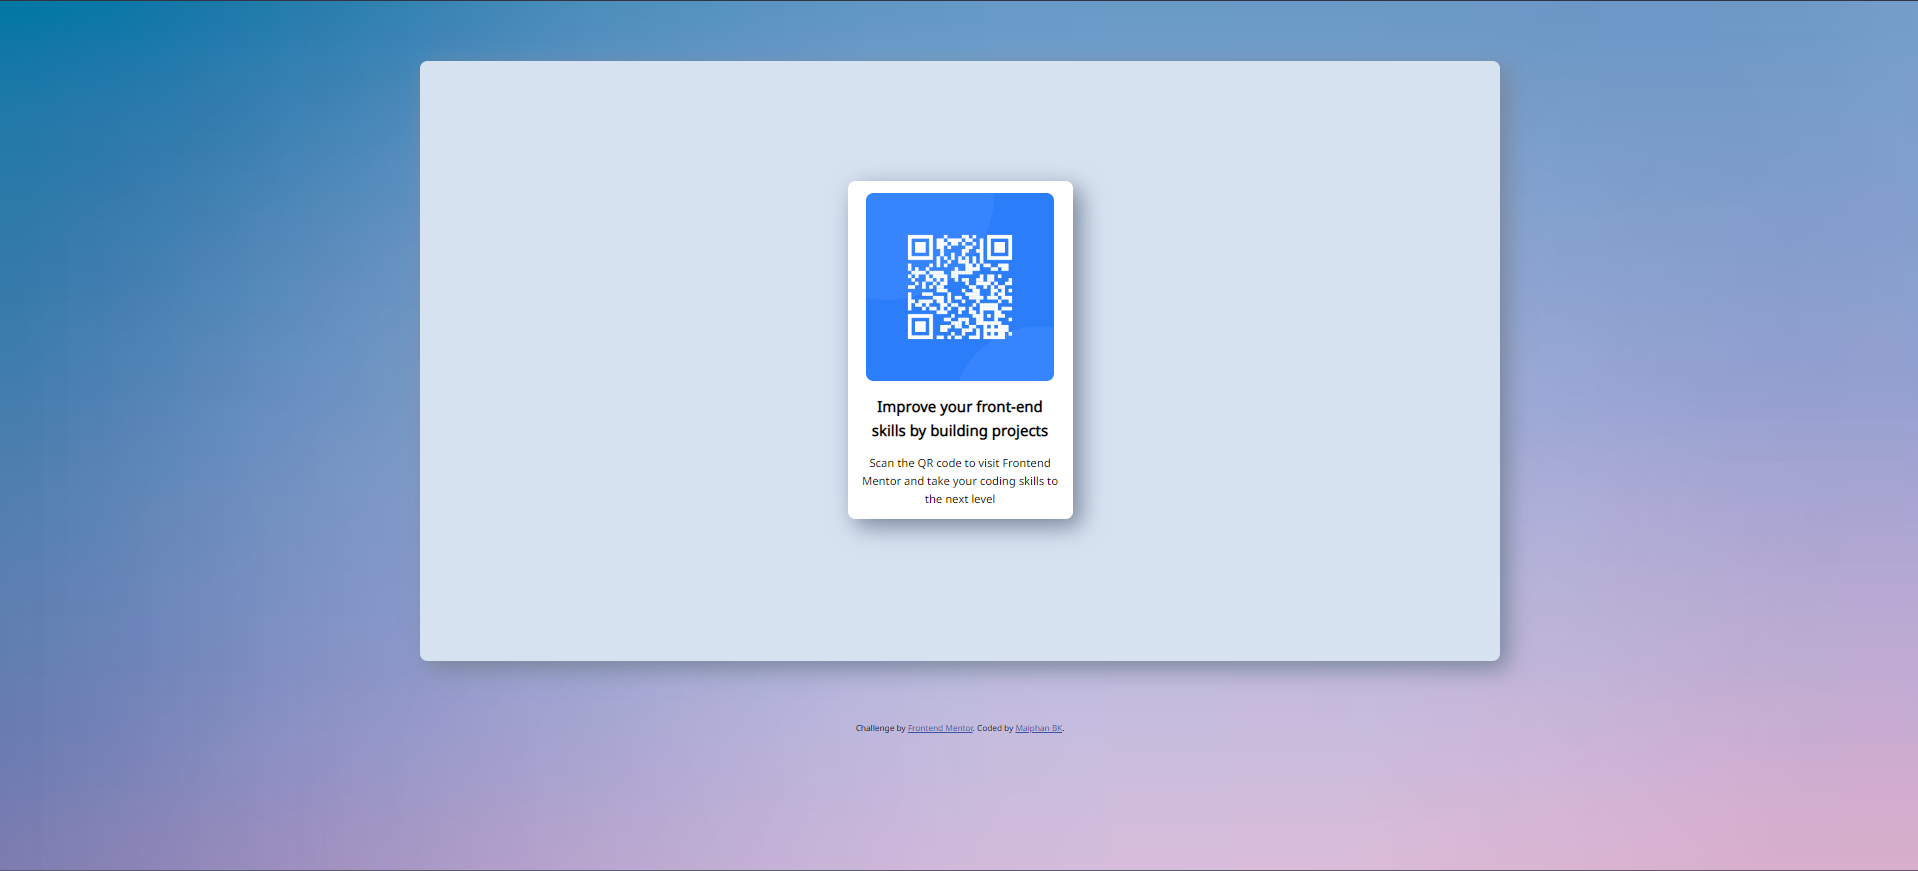 Improve your front-end
skills by building projects
Scan the QR code to visit Frontend
Mentor and take your coding skills to
the next level
Challenge by Frontend Mentor. Coded by Maiphan BK.